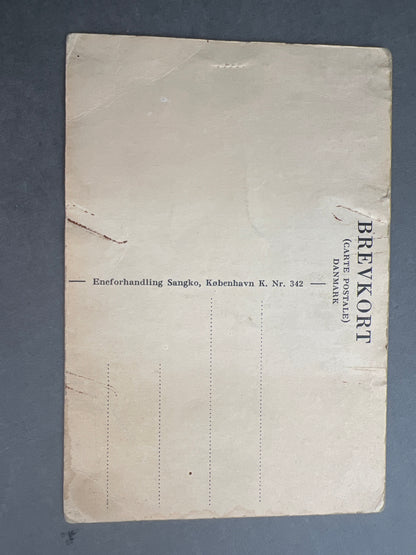 BREVKORT
(CARTE POSTALE)
DANMARK
Eneforhandling Sangko, København K. Nr. 342